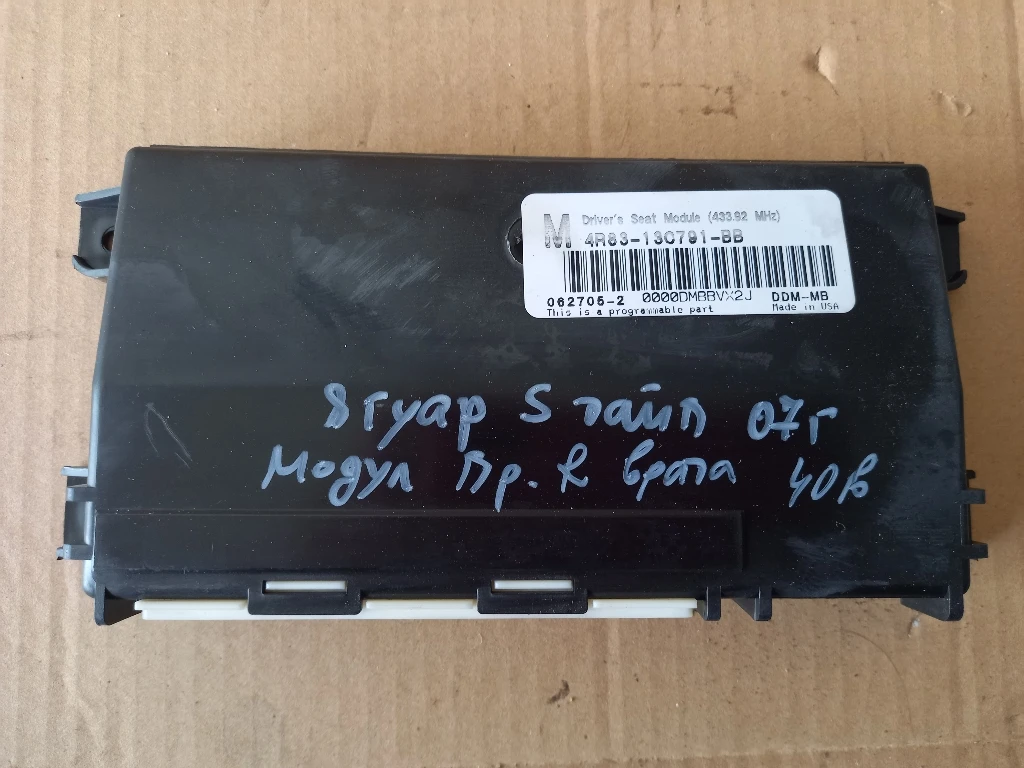 M Driver's Seat Module (433.92 MHz)
4R83-13C791-BB
062705-2 0000DMBBVX2J DDM-MB
This is a programmable part Made in USA
Ягуар S тайп 07г
Модул пр. л врата 40в